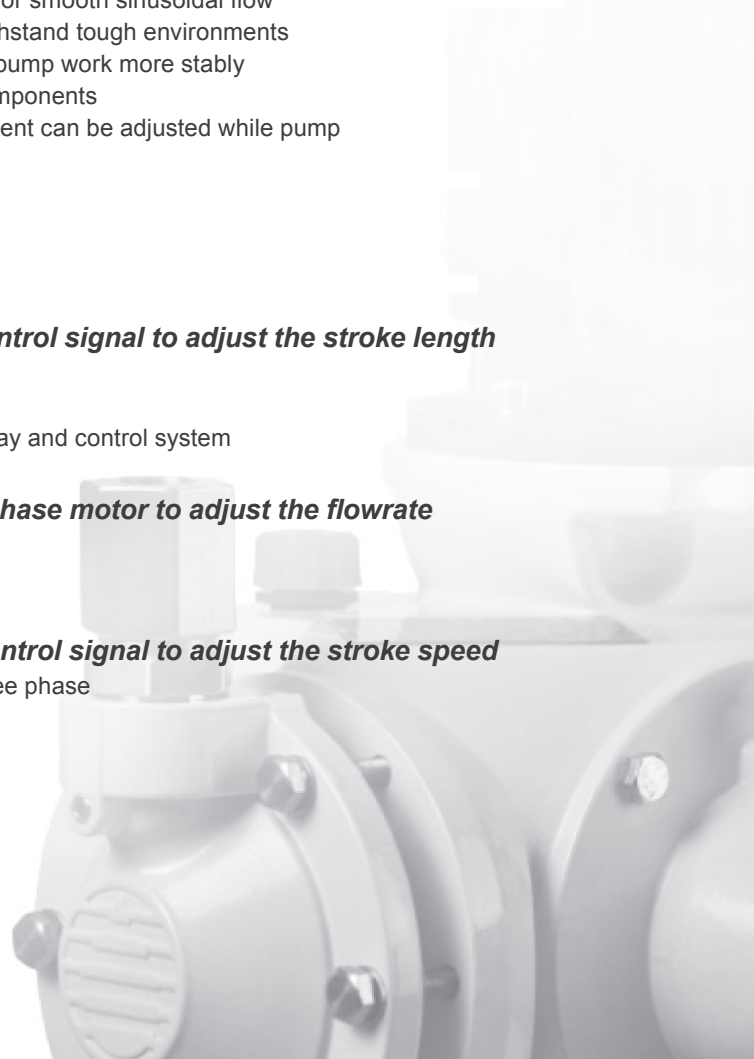 or smooth sinusoidal flow
hstand tough environments
pump work more stably
mponents
ent can be adjusted while pump
ntrol signal to adjust the stroke length
ay and control system
hase motor to adjust the flowrate
ntrol signal to adjust the stroke speed
ee phase